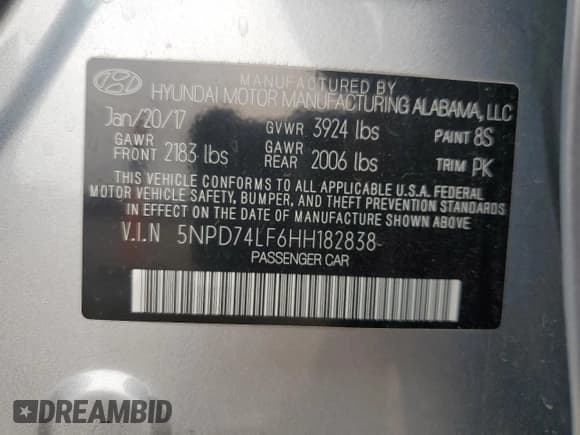 MANUFACTURED BY
HYUNDAI MOTOR MANUFACTURING ALABAMA, LLC
Jan/20/17 GVWR 3924 lbs PAINT 8S
GAWR FRONT 2183 lbs GAWR REAR 2006 lbs TRIM PK
THIS VEHICLE CONFORMS TO ALL APPLICABLE U.S.A. FEDERAL
MOTOR VEHICLE SAFETY, BUMPER, AND THEFT PREVENTION STANDARDS
IN EFFECT ON THE DATE OF MANUFACTURE SHOWN ABOVE.
V.I.N 5NPD74LF6HH182838-
PASSENGER CAR
DREAMBID